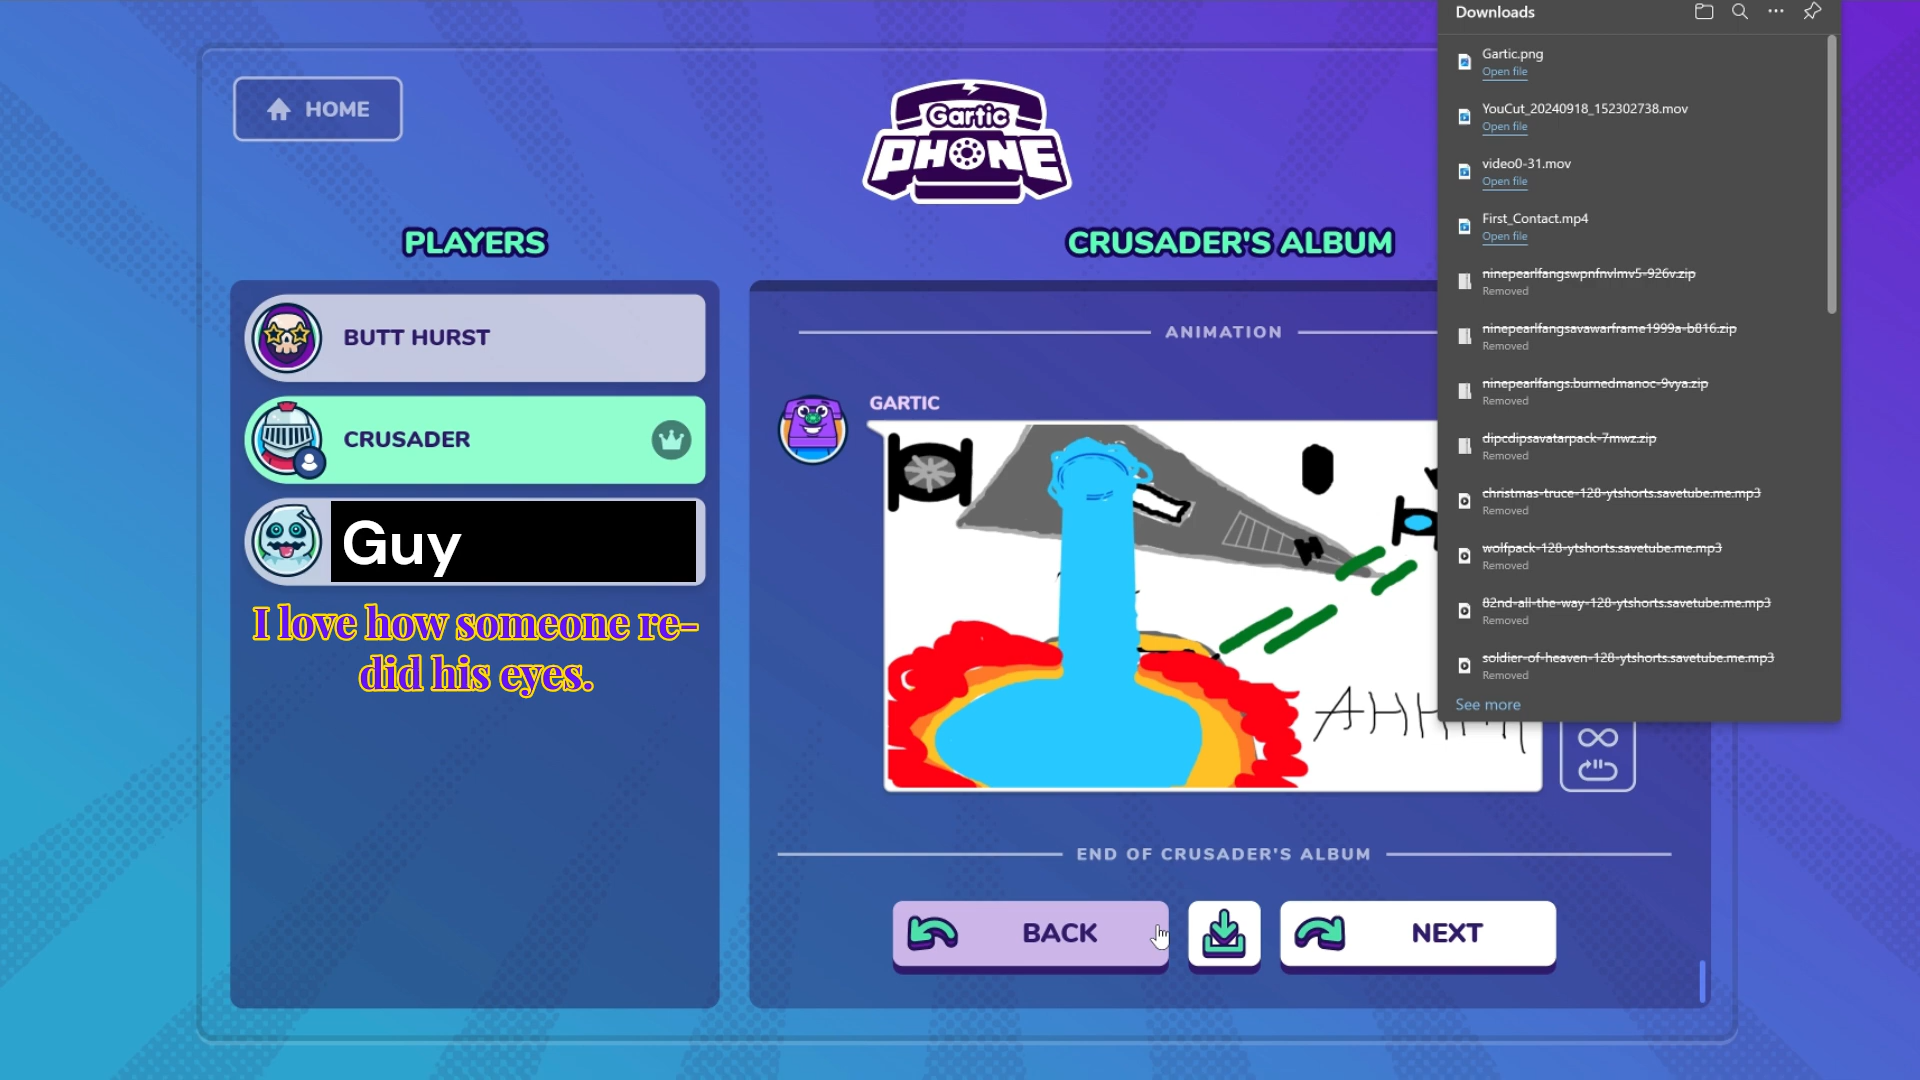 HOME
Gartic
PHONE
PLAYERS
CRUSADER'S ALBUM
BUTT HURST
CRUSADER
Guy
I love how someone re-
did his eyes.
ANIMATION
GARTIC
END OF CRUSADER'S ALBUM
BACK
NEXT
Downloads
Gartic.png
Open file
YouCut_20240918_152302738.mov
Open file
video0-31.mov
Open file
First_Contact.mp4
Open file
ninepearlfangswpnfnvlmv5-926v.zip
Removed
ninepearlfangsavawarframe1999a-b816.zip
Removed
ninepearlfangs.burnedmanoc-9vya.zip
Removed
dipcdipsavatarpack-7mwz.zip
Removed
christmas-truce-128-ytshorts.savetube.me.mp3
Removed
wolfpack-128-ytshorts.savetube.me.mp3
Removed
82nd-all-the-way-128-ytshorts.savetube.me.mp3
Removed
soldier-of-heaven-128-ytshorts.savetube.me.mp3
Removed
See more